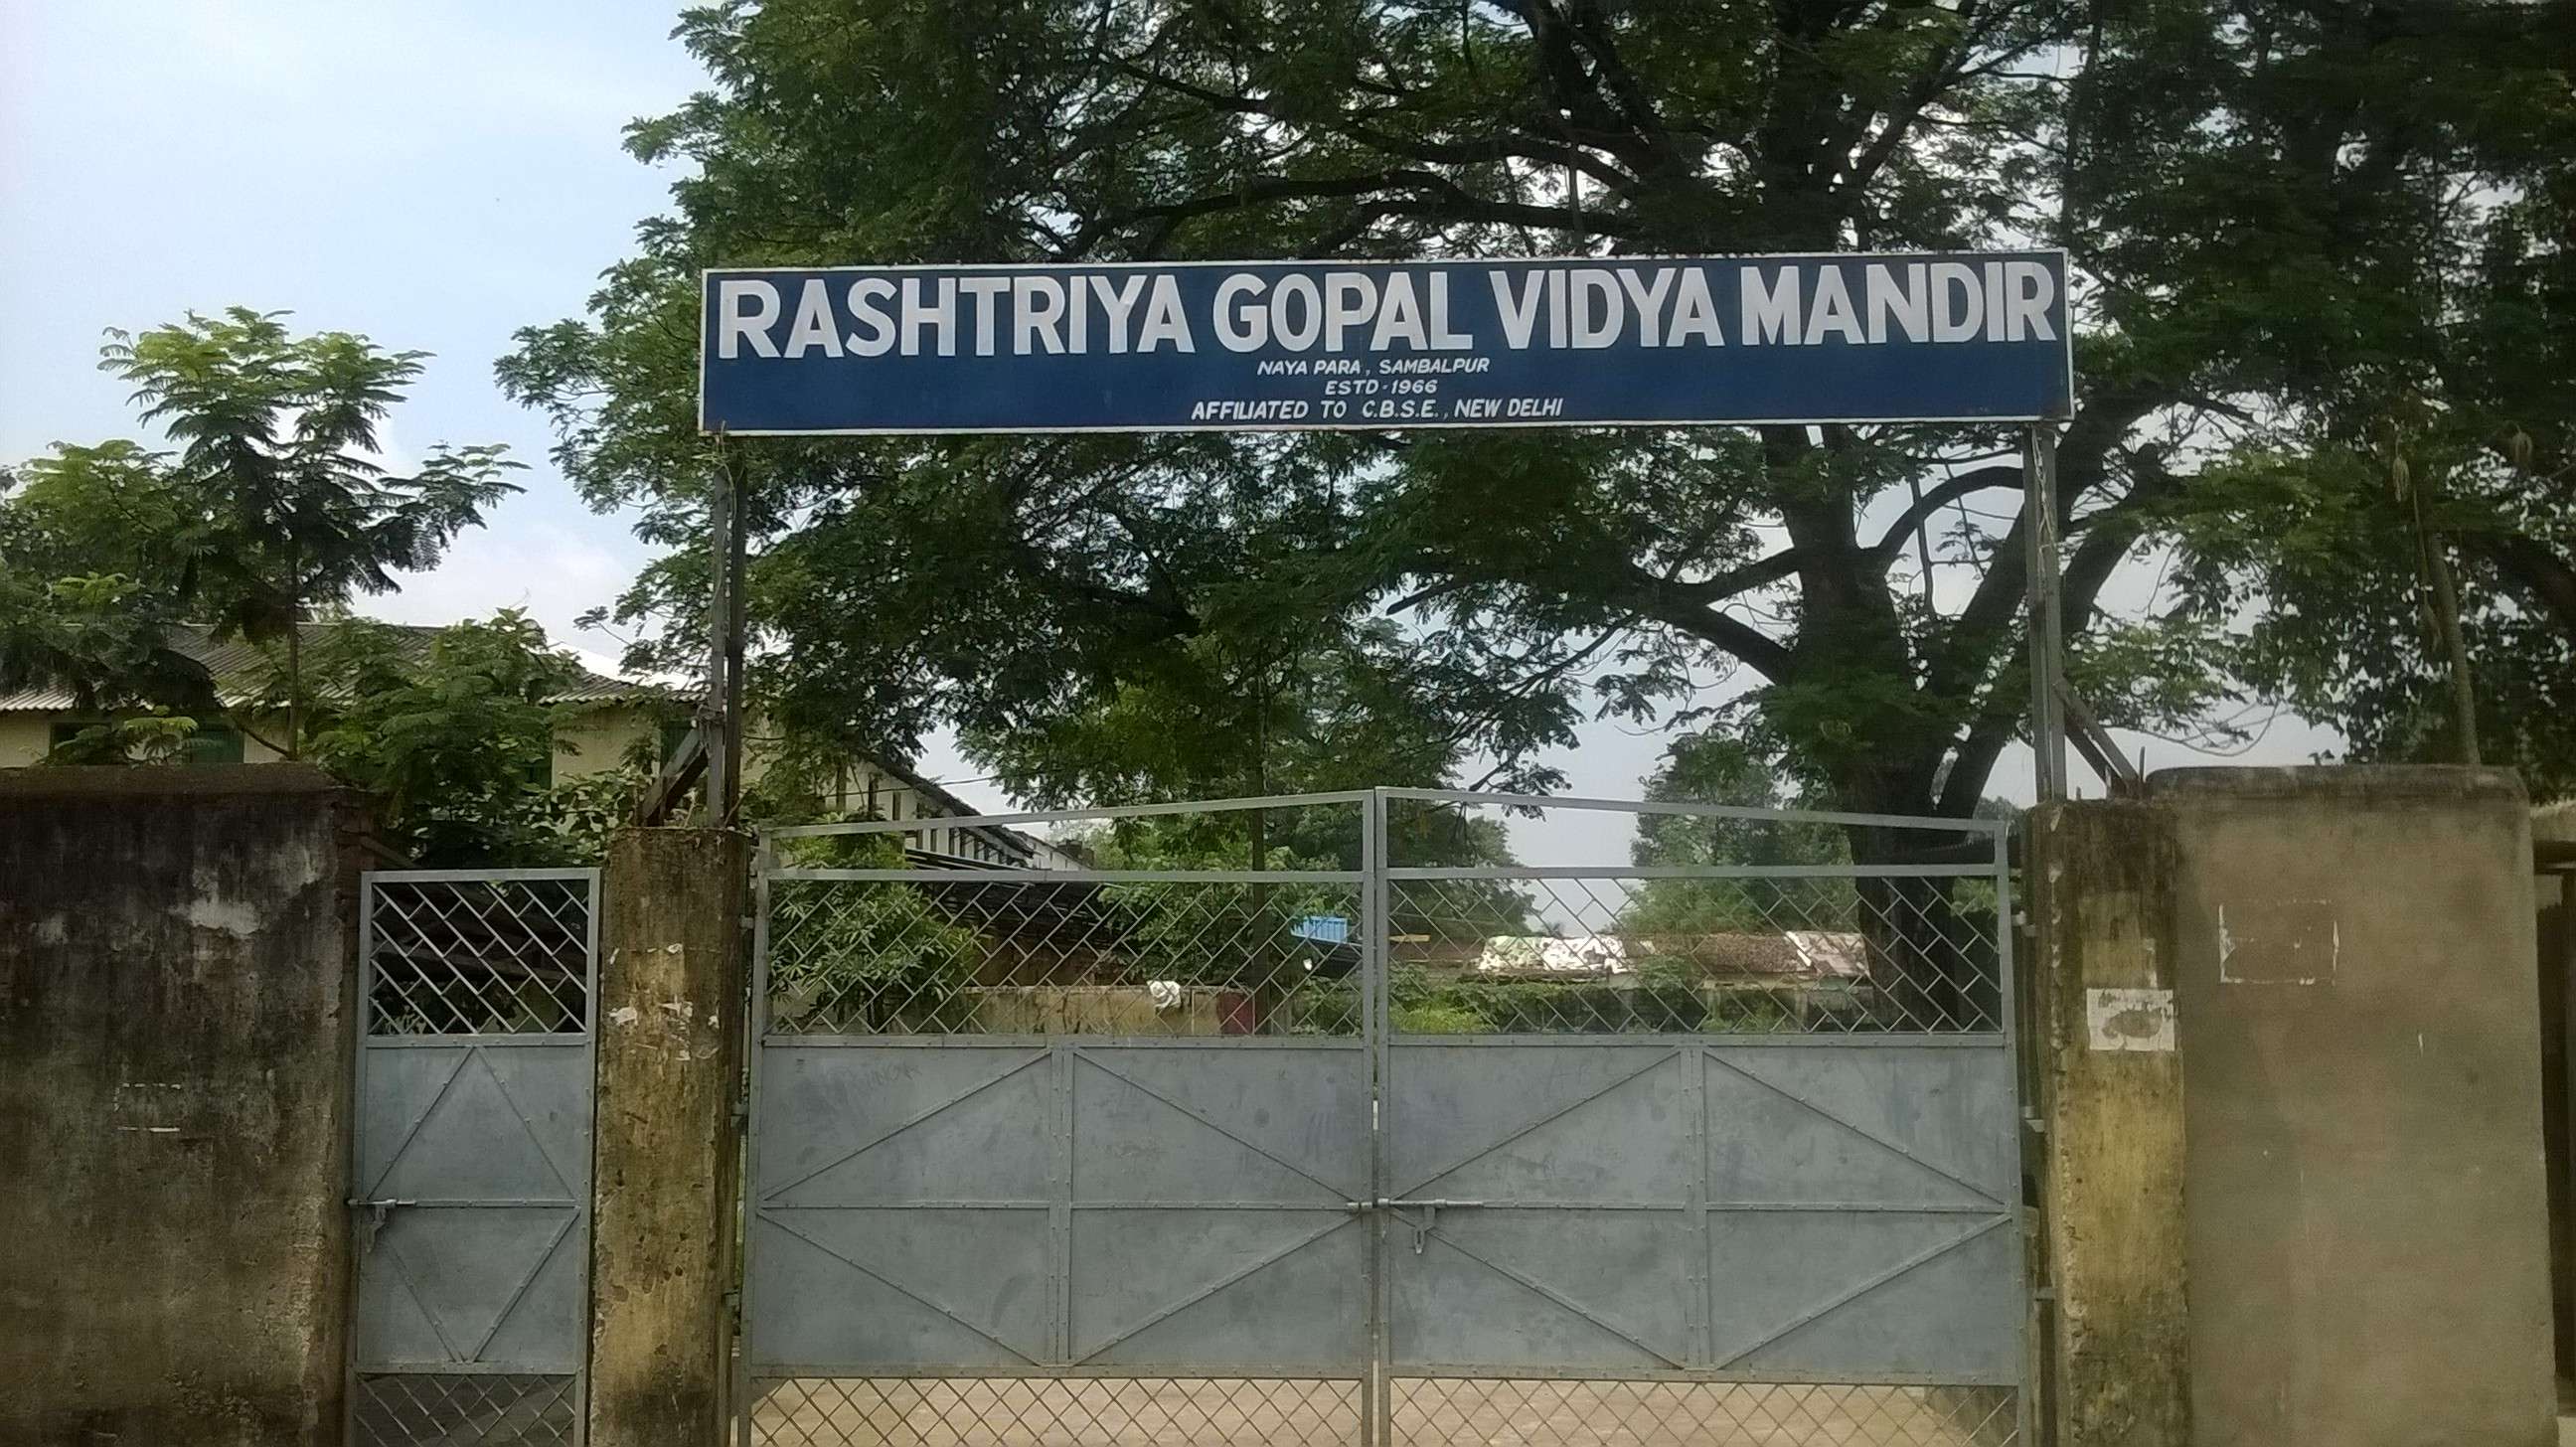 RASHTRIYA GOPAL VIDYA MANDIR
NAYA PARA, SAMBALPUR
ESTD-1966
AFFILIATED TO C.B.S.E., NEW DELHI